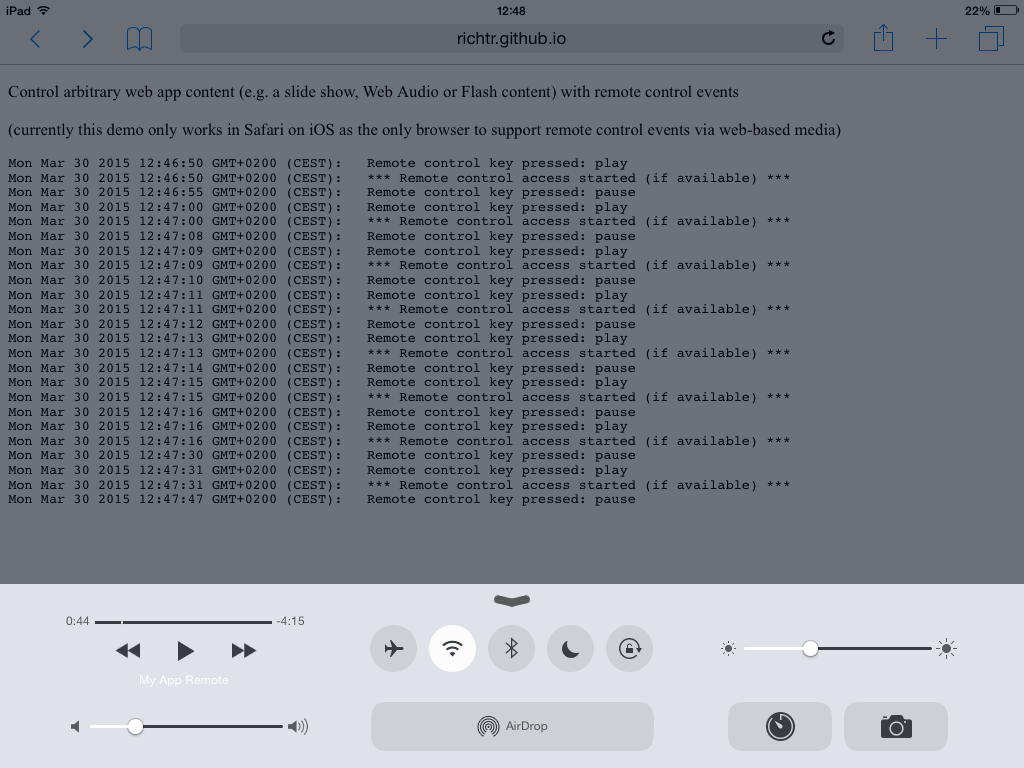 iPad 12:48 22%
richtr.github.io
Control arbitrary web app content (e.g. a slide show, Web Audio or Flash content) with remote control events
(currently this demo only works in Safari on iOS as the only browser to support remote control events via web-based media)
Mon Mar 30 2015 12:46:50 GMT+0200 (CEST): Remote control key pressed: play
Mon Mar 30 2015 12:46:50 GMT+0200 (CEST): *** Remote control access started (if available) ***
Mon Mar 30 2015 12:46:55 GMT+0200 (CEST): Remote control key pressed: pause
Mon Mar 30 2015 12:47:00 GMT+0200 (CEST): Remote control key pressed: play
Mon Mar 30 2015 12:47:00 GMT+0200 (CEST): *** Remote control access started (if available) ***
Mon Mar 30 2015 12:47:08 GMT+0200 (CEST): Remote control key pressed: pause
Mon Mar 30 2015 12:47:09 GMT+0200 (CEST): Remote control key pressed: play
Mon Mar 30 2015 12:47:09 GMT+0200 (CEST): *** Remote control access started (if available) ***
Mon Mar 30 2015 12:47:10 GMT+0200 (CEST): Remote control key pressed: pause
Mon Mar 30 2015 12:47:11 GMT+0200 (CEST): Remote control key pressed: play
Mon Mar 30 2015 12:47:11 GMT+0200 (CEST): *** Remote control access started (if available) ***
Mon Mar 30 2015 12:47:12 GMT+0200 (CEST): Remote control key pressed: pause
Mon Mar 30 2015 12:47:13 GMT+0200 (CEST): Remote control key pressed: play
Mon Mar 30 2015 12:47:13 GMT+0200 (CEST): *** Remote control access started (if available) ***
Mon Mar 30 2015 12:47:14 GMT+0200 (CEST): Remote control key pressed: pause
Mon Mar 30 2015 12:47:15 GMT+0200 (CEST): Remote control key pressed: play
Mon Mar 30 2015 12:47:15 GMT+0200 (CEST): *** Remote control access started (if available) ***
Mon Mar 30 2015 12:47:16 GMT+0200 (CEST): Remote control key pressed: pause
Mon Mar 30 2015 12:47:16 GMT+0200 (CEST): Remote control key pressed: play
Mon Mar 30 2015 12:47:16 GMT+0200 (CEST): *** Remote control access started (if available) ***
Mon Mar 30 2015 12:47:30 GMT+0200 (CEST): Remote control key pressed: pause
Mon Mar 30 2015 12:47:31 GMT+0200 (CEST): Remote control key pressed: play
Mon Mar 30 2015 12:47:31 GMT+0200 (CEST): *** Remote control access started (if available) ***
Mon Mar 30 2015 12:47:47 GMT+0200 (CEST): Remote control key pressed: pause
0:44 -4:15
My App Remote
AirDrop